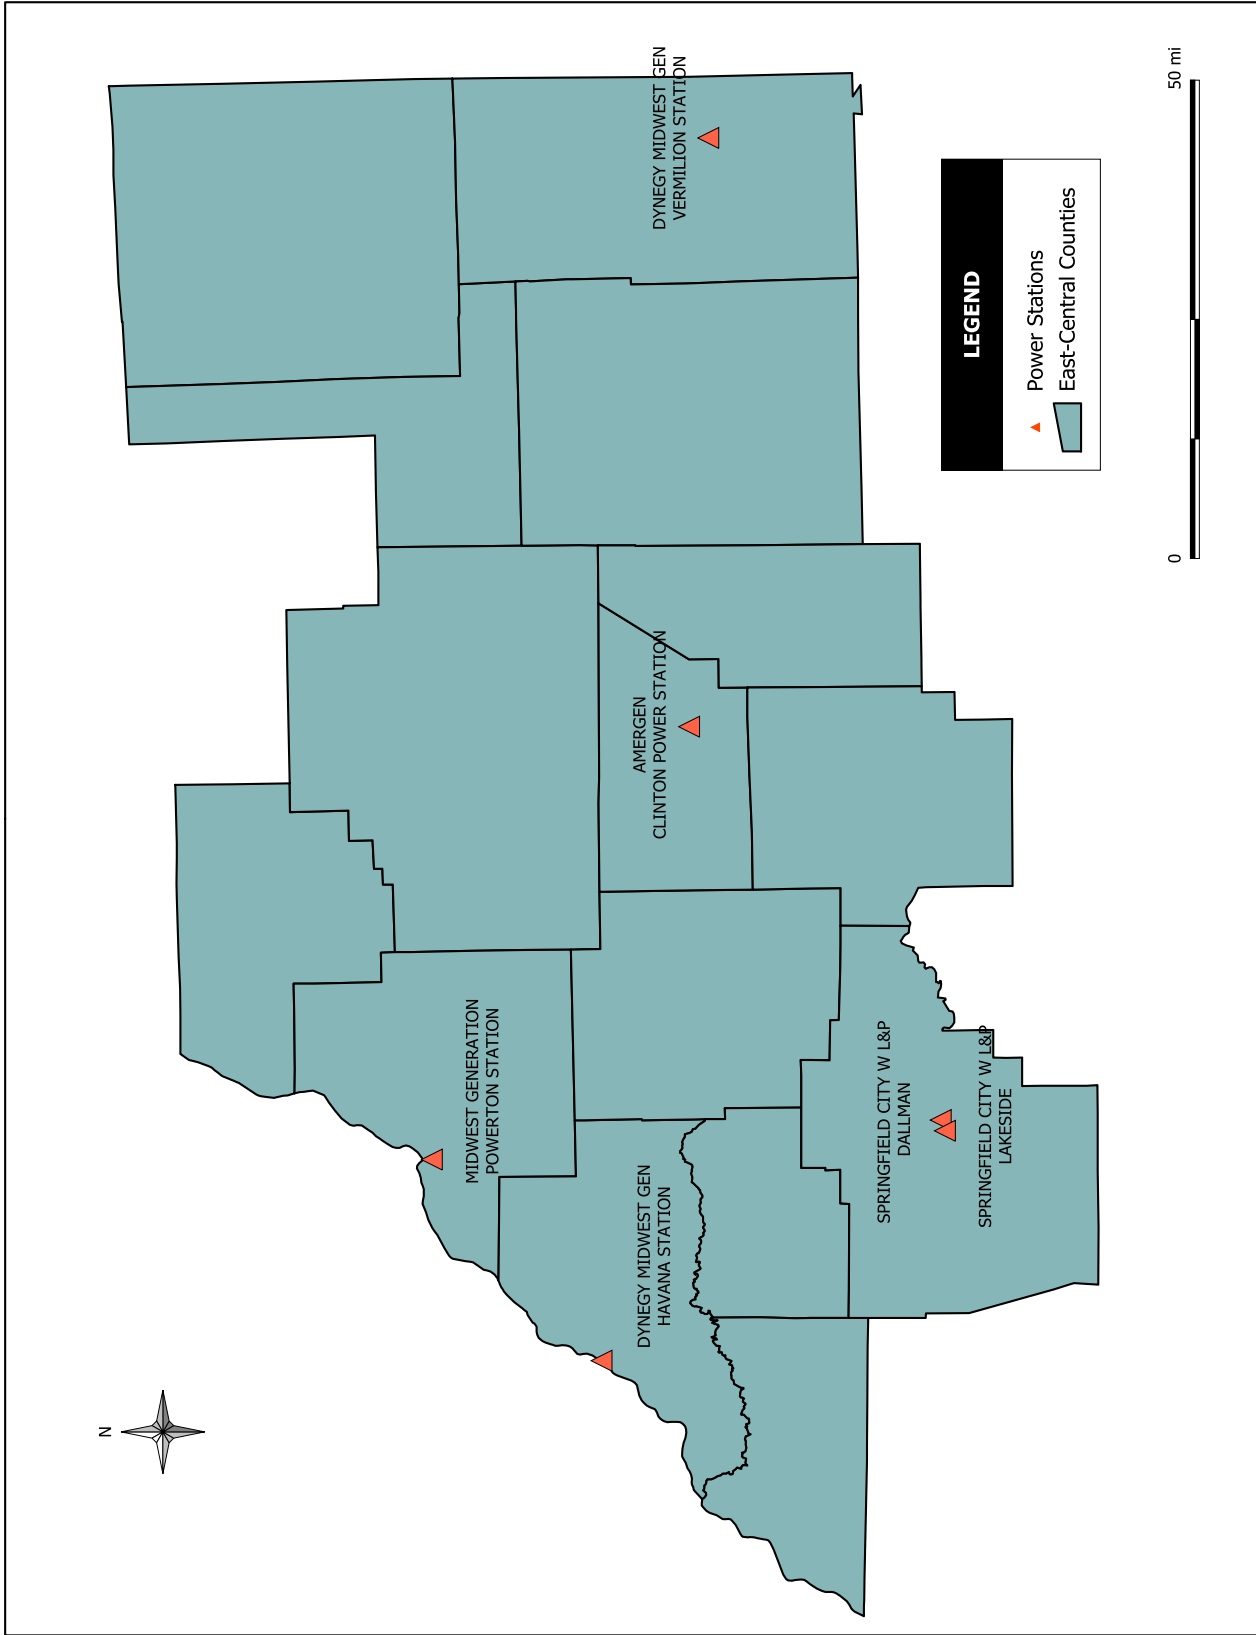 N
MIDWEST GENERATION
POWERTON STATION
DYNEGY MIDWEST GEN
HAVANA STATION
AMERGEN
CLINTON POWER STATION
DYNEGY MIDWEST GEN
VERMILION STATION
SPRINGFIELD CITY W L&P
DALLMAN
SPRINGFIELD CITY W L&P
LAKESIDE
LEGEND
Power Stations
East-Central Counties
0
50 mi